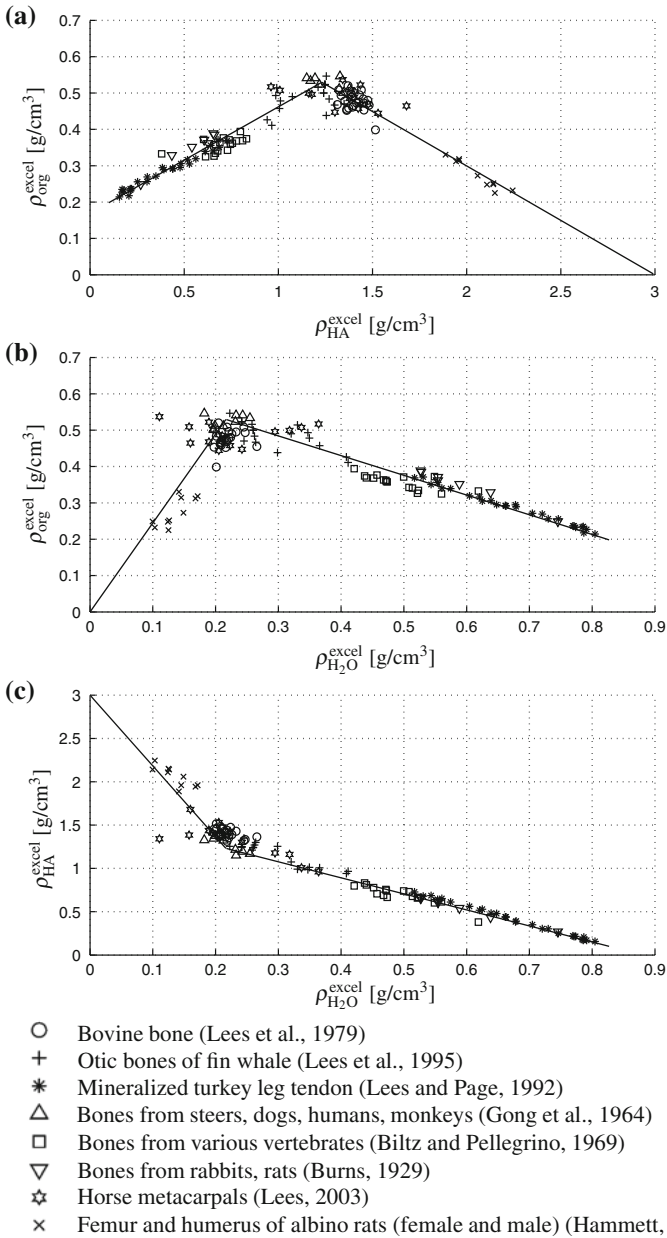 (a)
0.7
0.6
0.5
0.4
0.3
0.2
0.1
0
ρ_org^excel [g/cm³]
0 0.5 1 1.5 2 2.5 3
ρ_HA^excel [g/cm³]
(b)
0.7
0.6
0.5
0.4
0.3
0.2
0.1
0
ρ_org^excel [g/cm³]
0 0.1 0.2 0.3 0.4 0.5 0.6 0.7 0.8 0.9
ρ_H₂O^excel [g/cm³]
(c)
3
2.5
2
1.5
1
0.5
0
ρ_HA^excel [g/cm³]
0 0.1 0.2 0.3 0.4 0.5 0.6 0.7 0.8 0.9
ρ_H₂O^excel [g/cm³]
Bovine bone (Lees et al., 1979)
Otic bones of fin whale (Lees et al., 1995)
Mineralized turkey leg tendon (Lees and Page, 1992)
Bones from steers, dogs, humans, monkeys (Gong et al., 1964)
Bones from various vertebrates (Biltz and Pellegrino, 1969)
Bones from rabbits, rats (Burns, 1929)
Horse metacarpals (Lees, 2003)
Femur and humerus of albino rats (female and male) (Hammett,